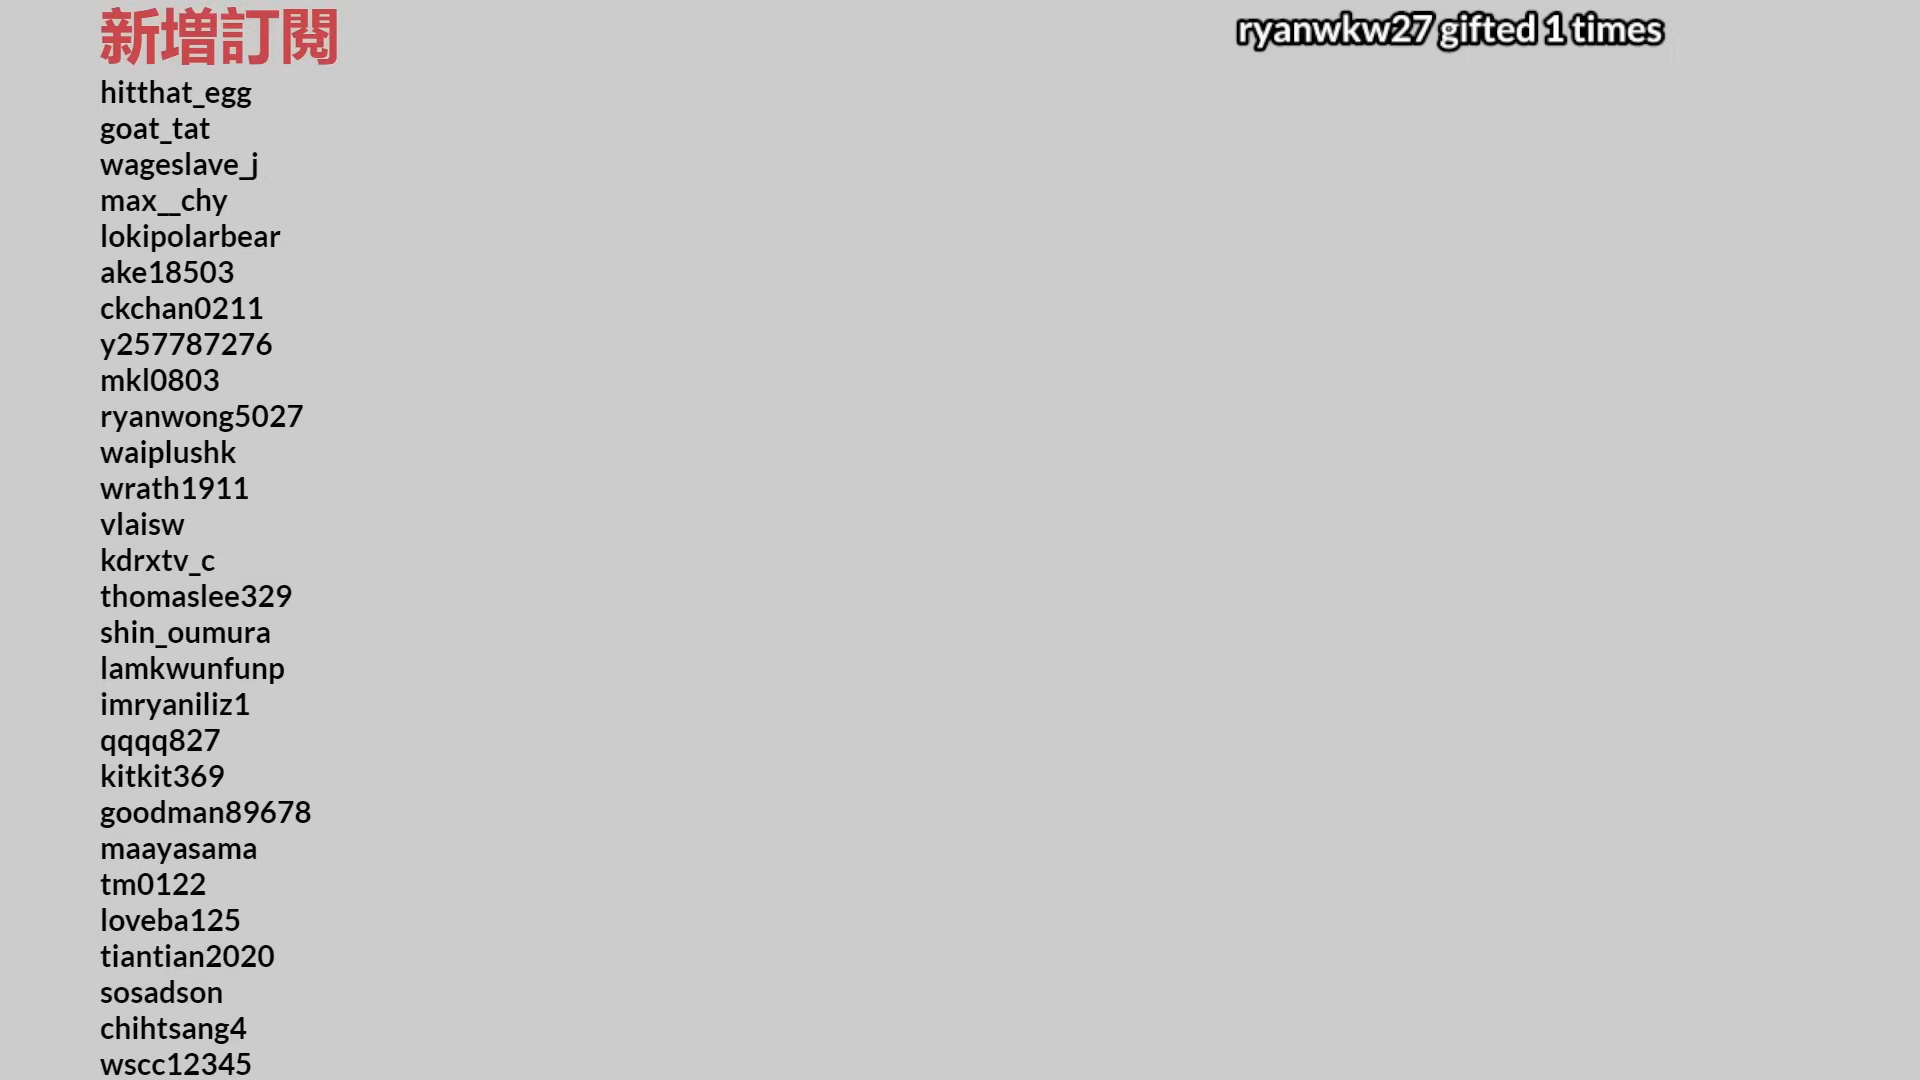 新增訂閱
hitthat_egg
goat_tat
wageslave_j
max__chy
lokipolarbear
ake18503
ckchan0211
y257787276
mkl0803
ryanwong5027
waiplushk
wrath1911
vlaisw
kdrxtv_c
thomaslee329
shin_oumura
lamkwunfunp
imryaniliz1
qqqq827
kitkit369
goodman89678
maayasama
tm0122
loveba125
tiantian2020
sosadson
chihtsang4
wscc12345
ryanwkw27 gifted 1 times